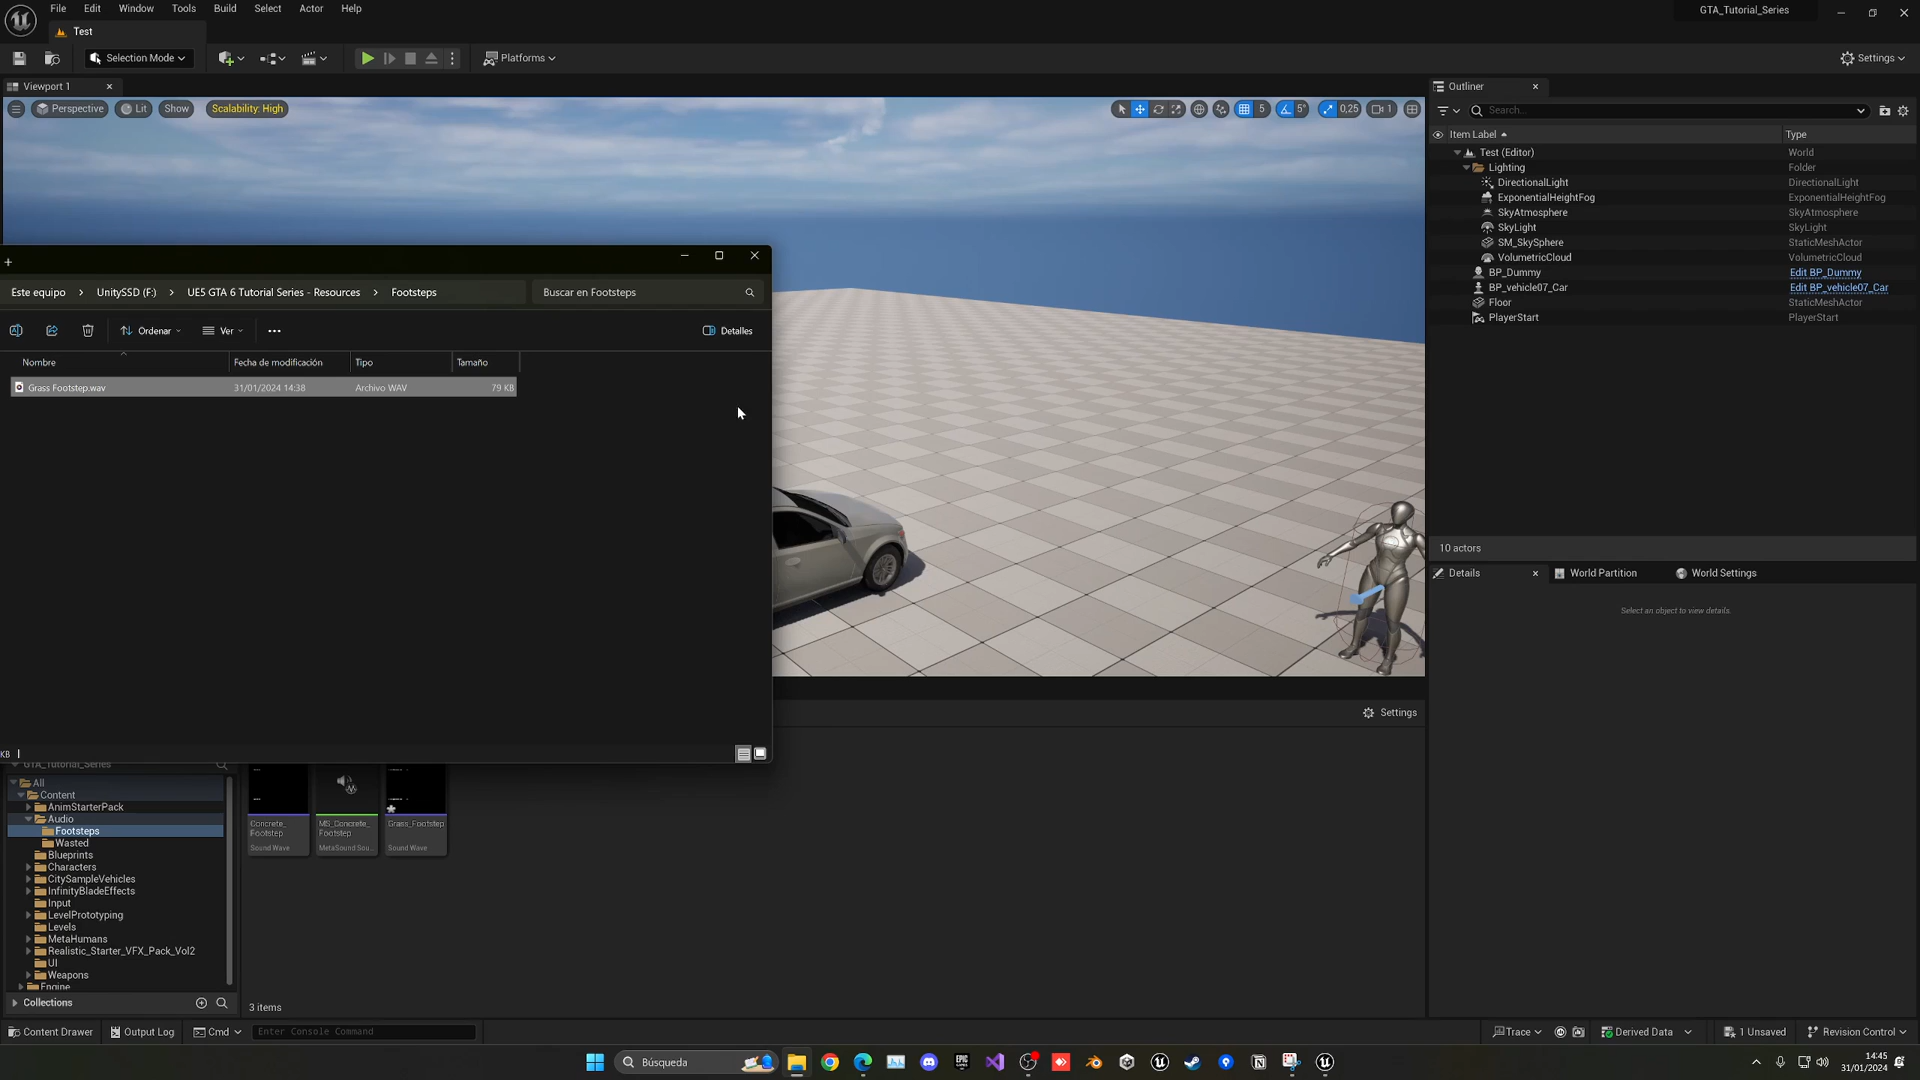 File Edit Window Tools Build Select Actor Help
GTA_Tutorial_Series
Test
Selection Mode
Platforms
Settings
Viewport 1
Perspective Lit Show Scalability: High
5 5° 0,25 1
Outliner
Search...
Item Label Type
Test (Editor) World
Lighting Folder
DirectionalLight DirectionalLight
ExponentialHeightFog ExponentialHeightFog
SkyAtmosphere SkyAtmosphere
SkyLight SkyLight
SM_SkySphere StaticMeshActor
VolumetricCloud VolumetricCloud
BP_Dummy Edit BP_Dummy
BP_vehicle07_Car Edit BP_vehicle07_Car
Floor StaticMeshActor
PlayerStart PlayerStart
10 actors
Details World Partition World Settings
Select an object to view details.
Este equipo > UnitySSD (F:) > UE5 GTA 6 Tutorial Series - Resources > Footsteps
Buscar en Footsteps
Ordenar Ver Detalles
Nombre Fecha de modificación Tipo Tamaño
Grass Footstep.wav 31/01/2024 14:38 Archivo WAV 79 KB
KB
Settings
GTA_Tutorial_Series
All
Content
AnimStarterPack
Audio
Footsteps
Wasted
Blueprints
Characters
CitySampleVehicles
InfinityBladeEffects
Input
LevelPrototyping
Levels
MetaHumans
Realistic_Starter_VFX_Pack_Vol2
UI
Weapons
Engine
Collections
Concrete_
Footstep
Sound Wave
MS_Concrete_
Footstep
MetaSound Sou...
Grass_Footstep
Sound Wave
3 items
Content Drawer Output Log Cmd Enter Console Command
Trace Derived Data 1 Unsaved Revision Control
Búsqueda
14:45
31/01/2024